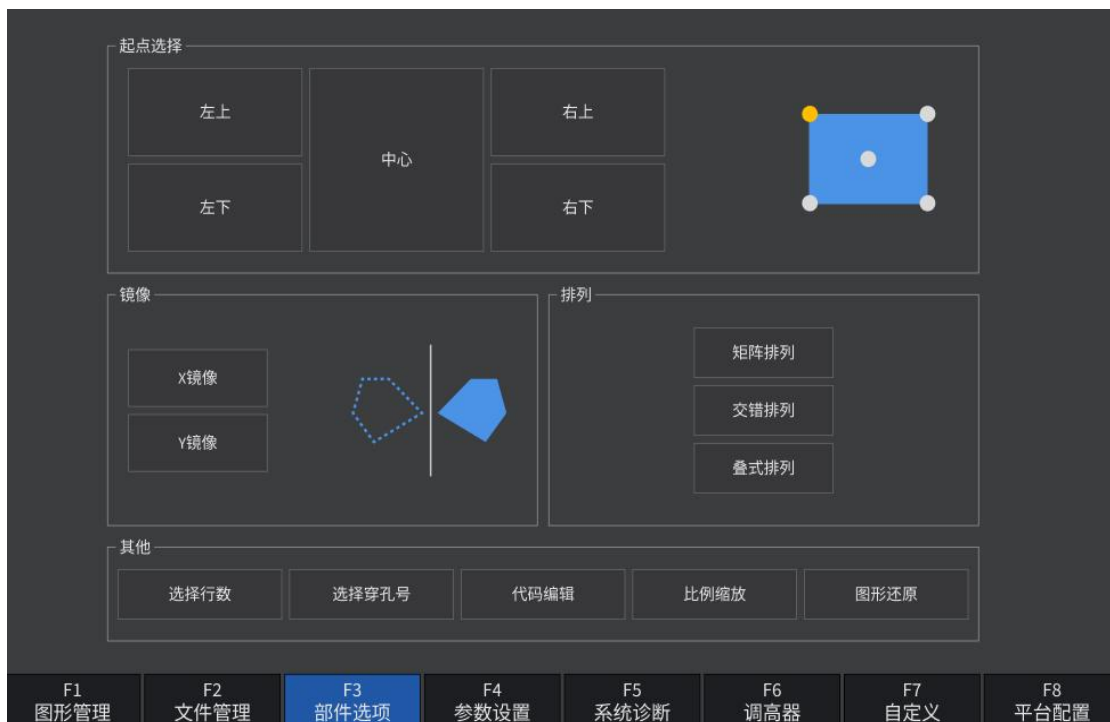 起点选择
左上
中心
右上
左下
右下
镜像
X镜像
Y镜像
排列
矩阵排列
交错排列
叠式排列
其他
选择行数
选择穿孔号
代码编辑
比例缩放
图形还原
F1
图形管理
F2
文件管理
F3
部件选项
F4
参数设置
F5
系统诊断
F6
调高器
F7
自定义
F8
平台配置